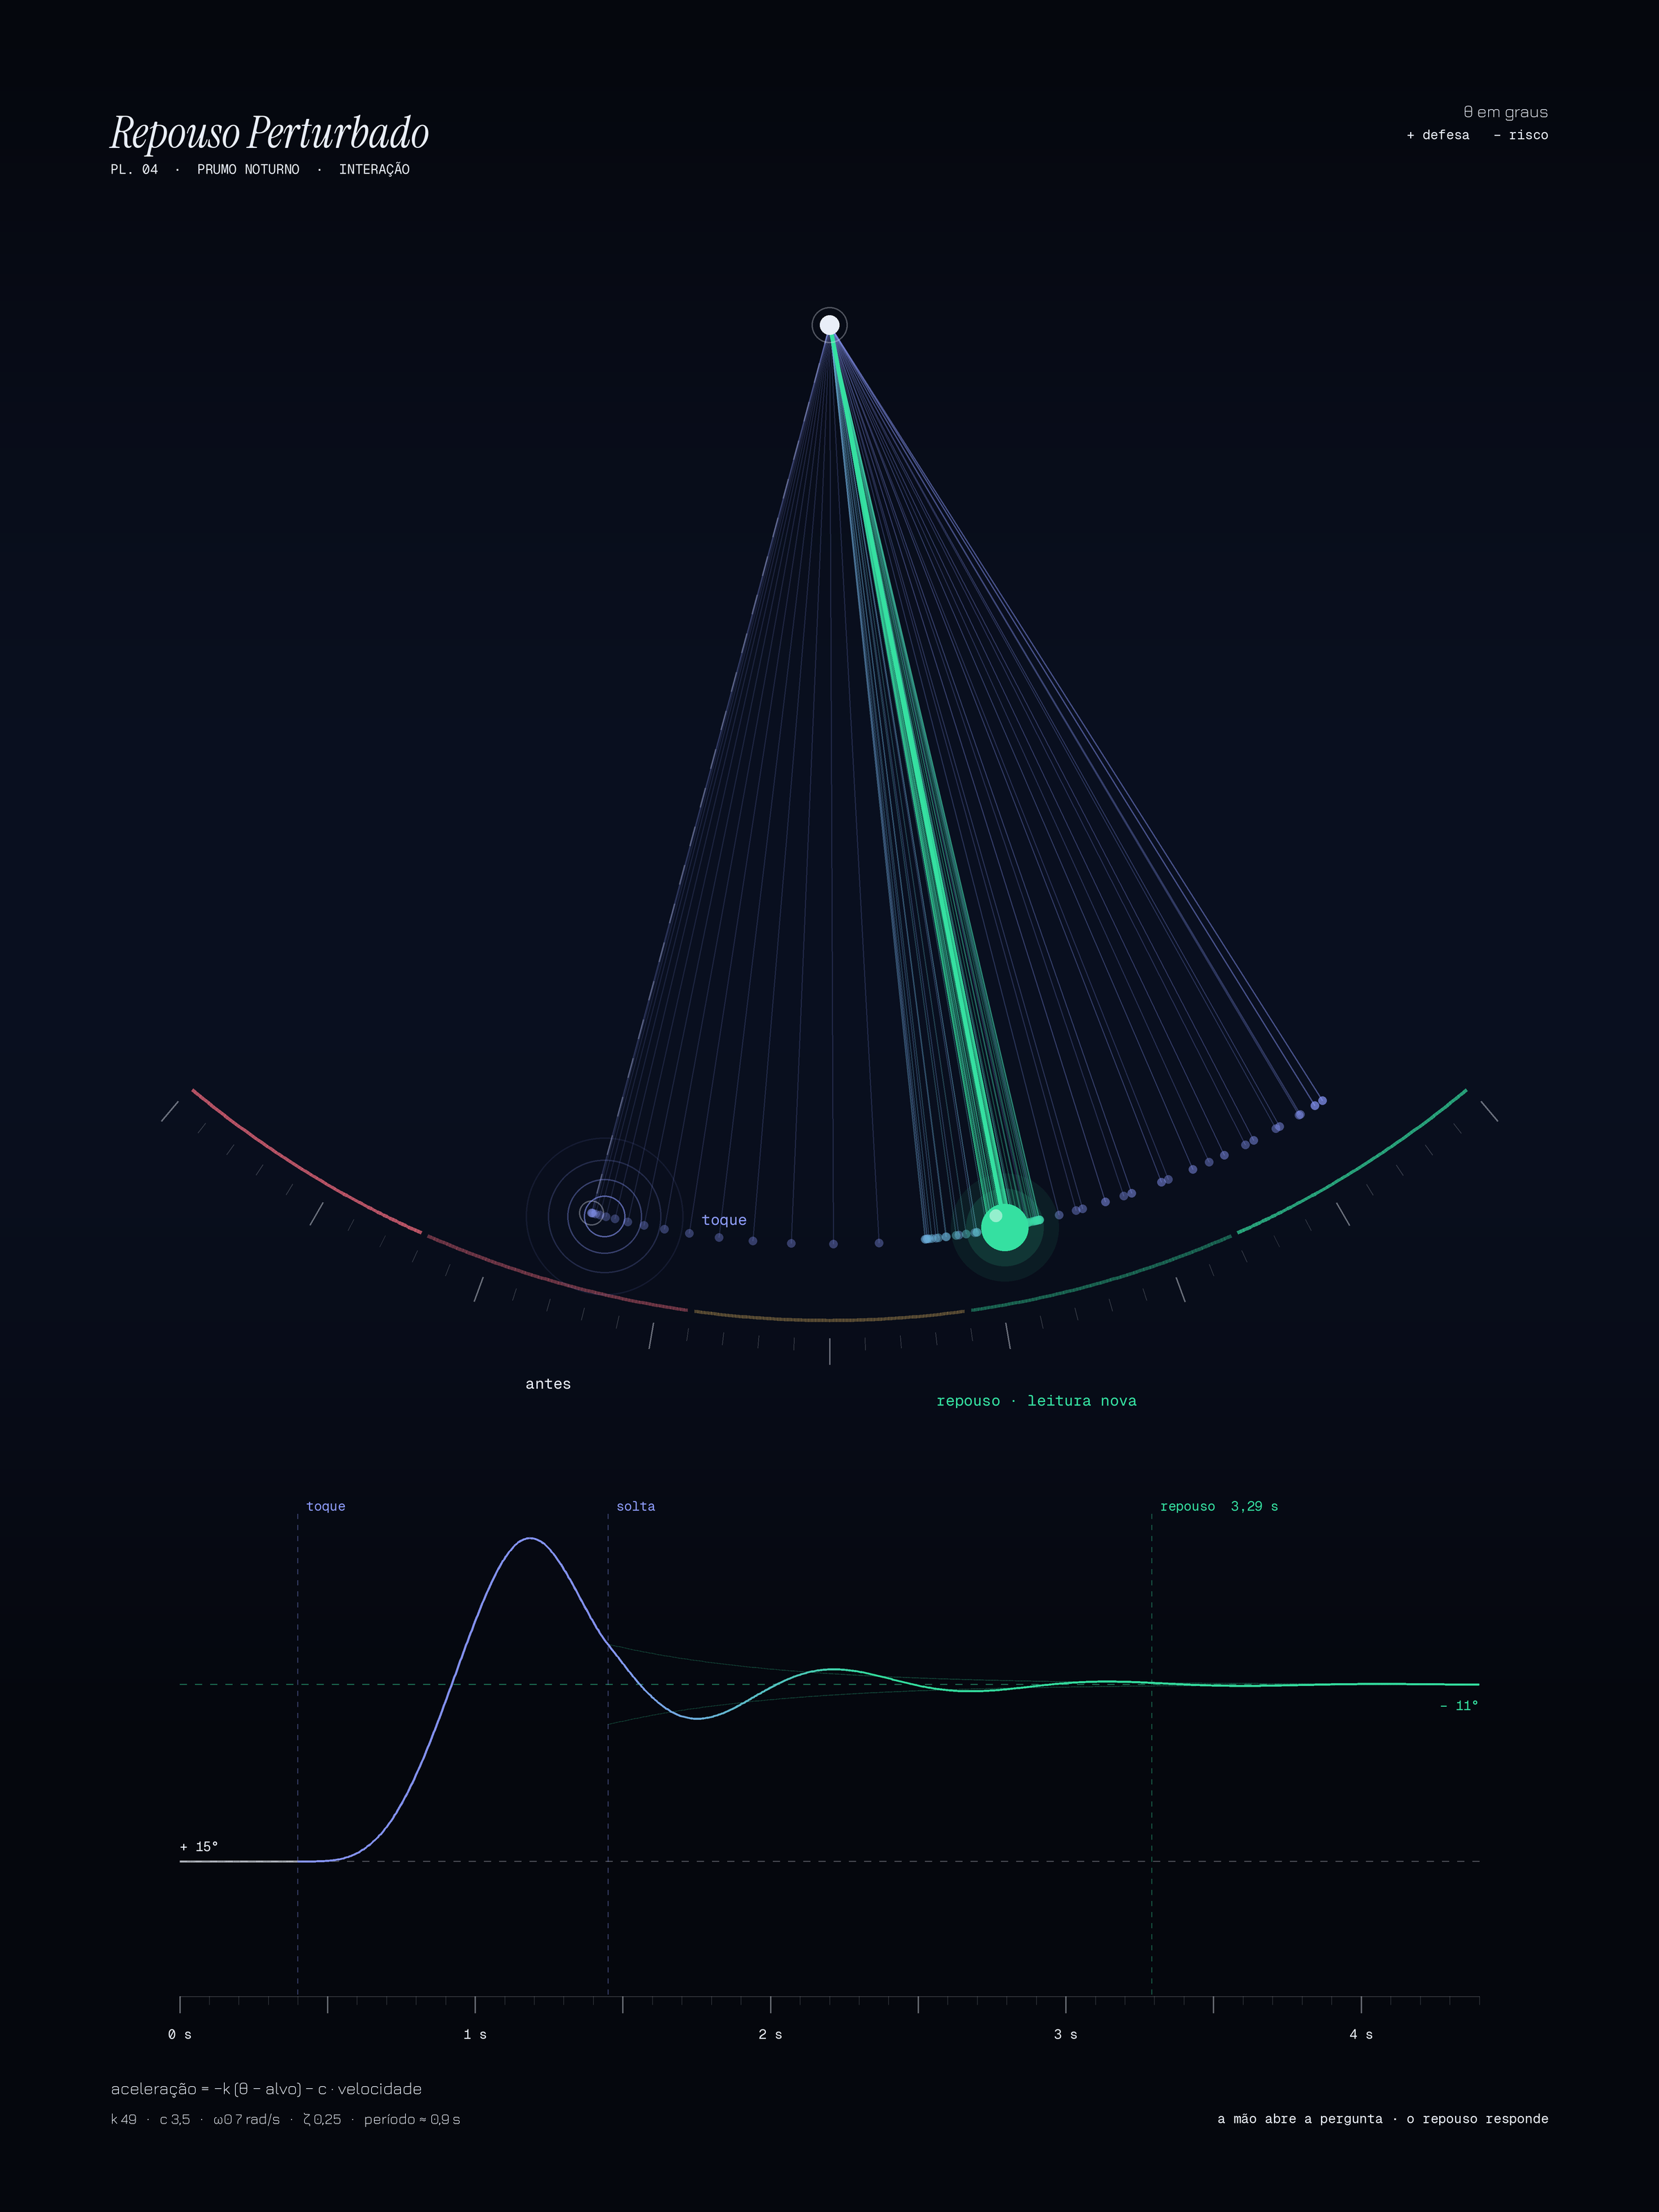 Repouso Perturbado
PL. 04 · PRUMO NOTURNO · INTERAÇÃO
θ em graus
+ defesa − risco
toque
antes
repouso · leitura nova
toque
solta
repouso 3,29 s
− 11°
+ 15°
0 s
1 s
2 s
3 s
4 s
aceleração = −k (θ − alvo) − c · velocidade
k 49 · c 3,5 · ω0 7 rad/s · ζ 0,25 · período ≈ 0,9 s
a mão abre a pergunta · o repouso responde